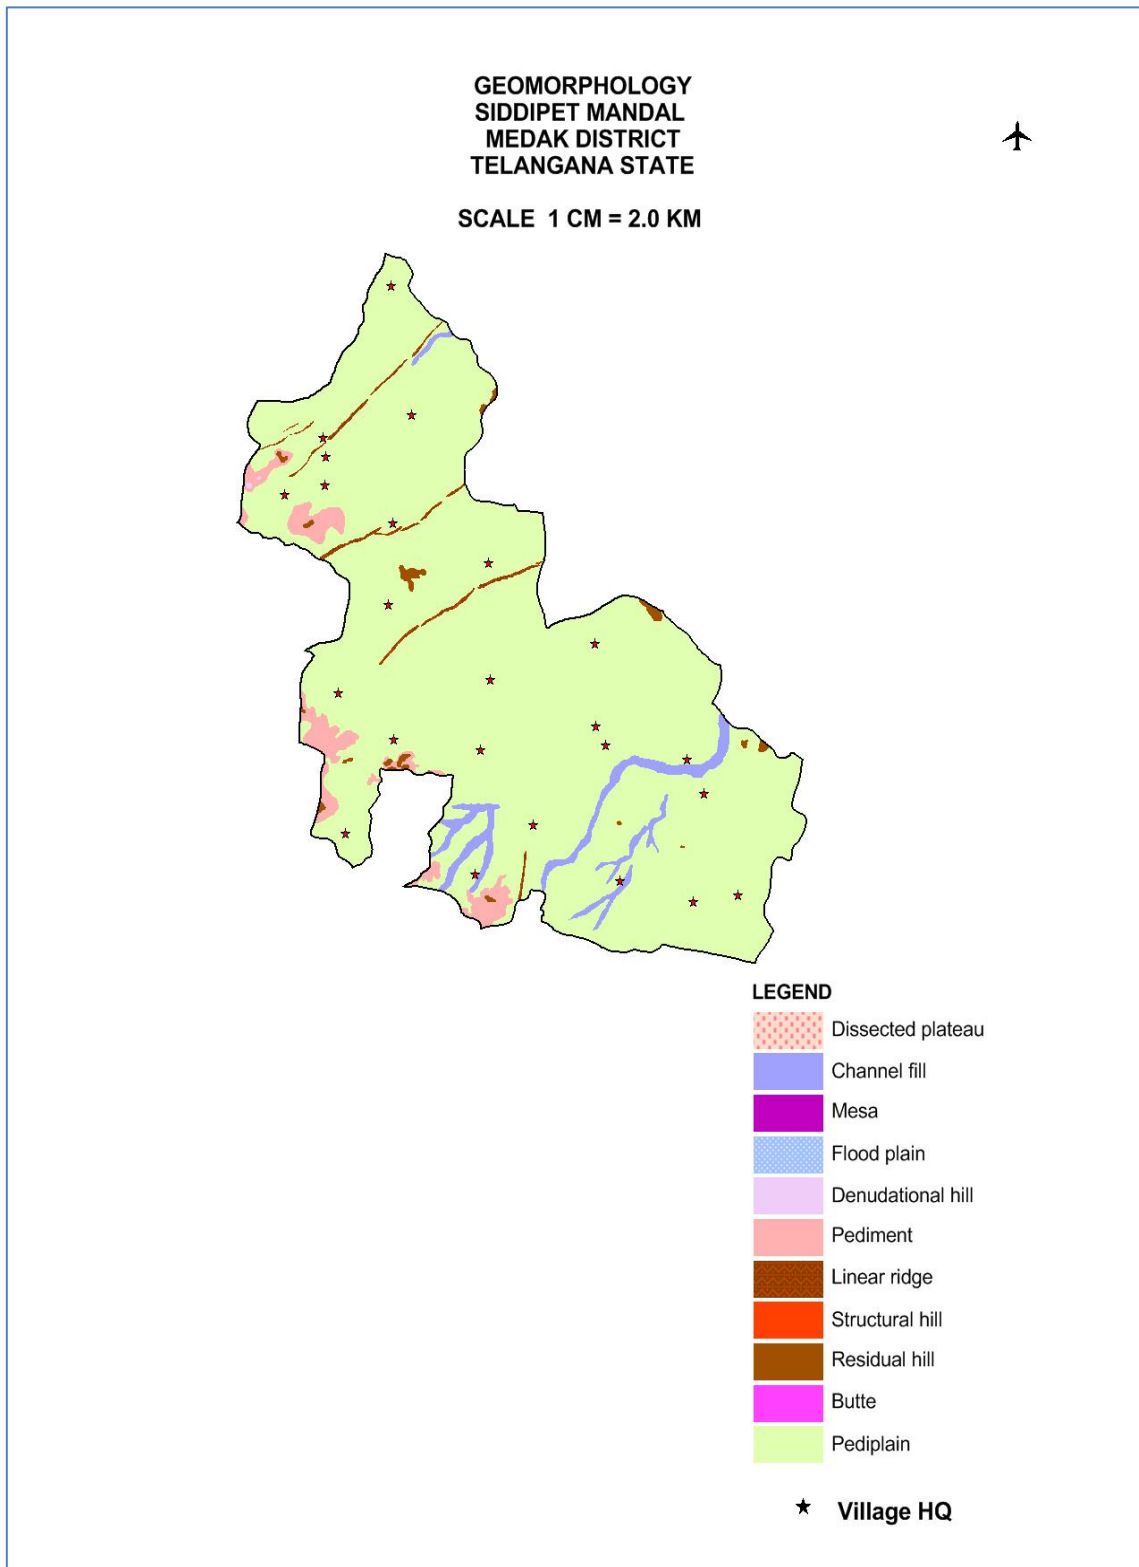 GEOMORPHOLOGY
SIDDIPET MANDAL
MEDAK DISTRICT
TELANGANA STATE
SCALE 1 CM = 2.0 KM
LEGEND
Dissected plateau
Channel fill
Mesa
Flood plain
Denudational hill
Pediment
Linear ridge
Structural hill
Residual hill
Butte
Pediplain
Village HQ